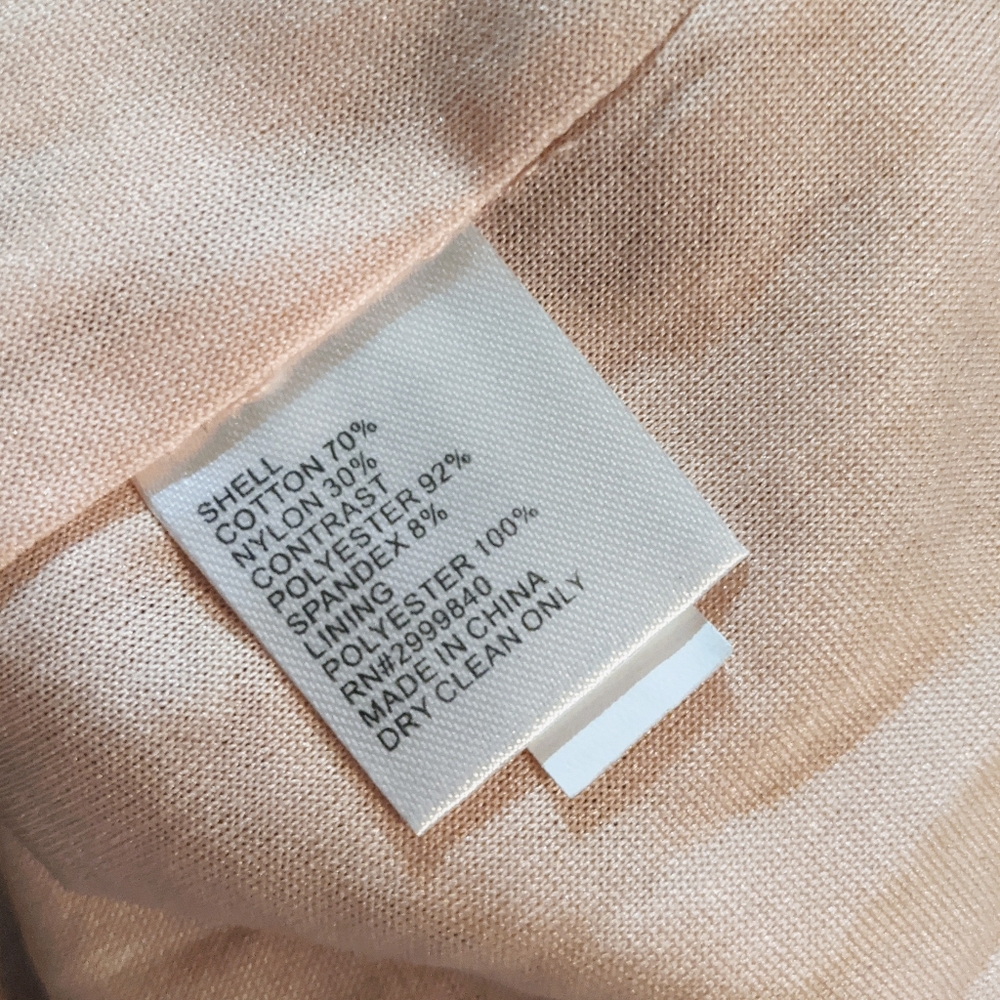 SHELL
COTTON 70%
NYLON 30%
CONTRAST
POLYESTER 92%
SPANDEX 8%
LINING
POLYESTER 100%
RN#2999840
MADE IN CHINA
DRY CLEAN ONLY